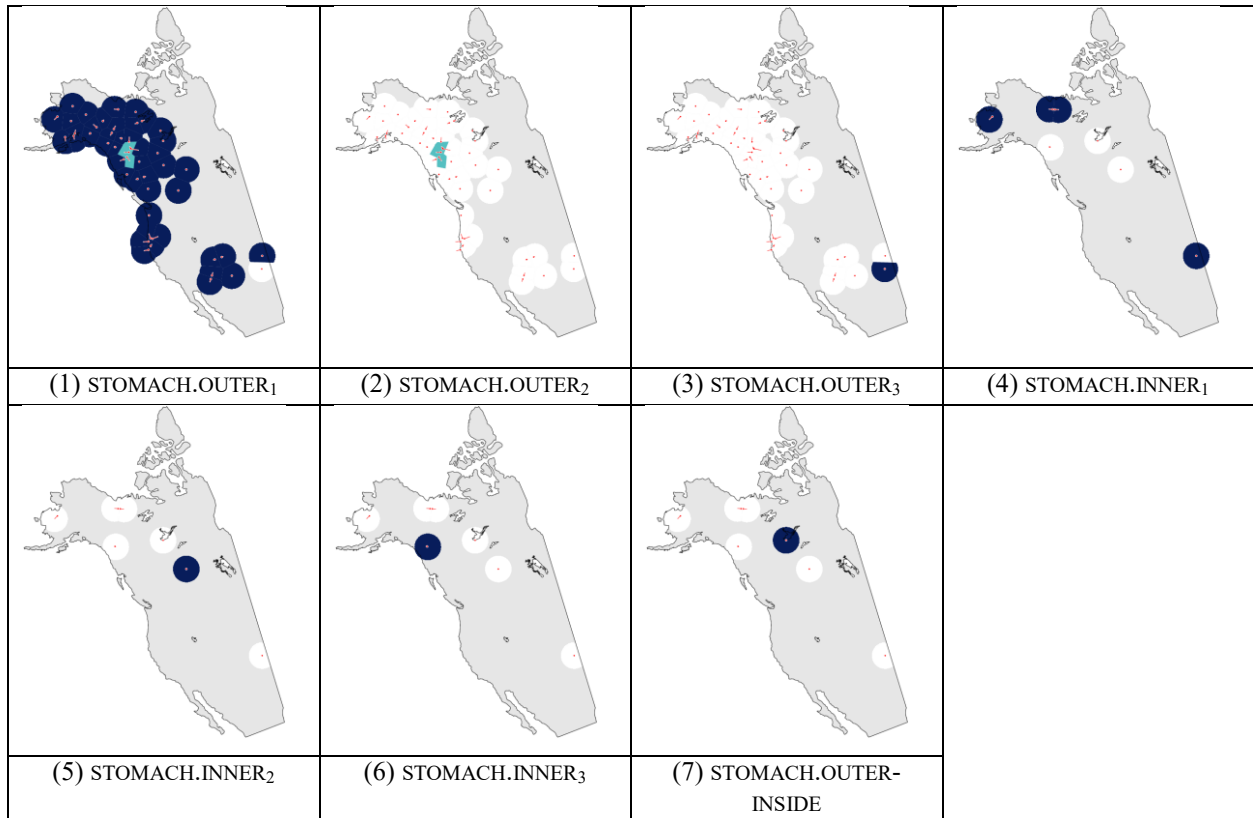 (1) STOMACH.OUTER₁
(2) STOMACH.OUTER₂
(3) STOMACH.OUTER₃
(4) STOMACH.INNER₁
(5) STOMACH.INNER₂
(6) STOMACH.INNER₃
(7) STOMACH.OUTER-
INSIDE